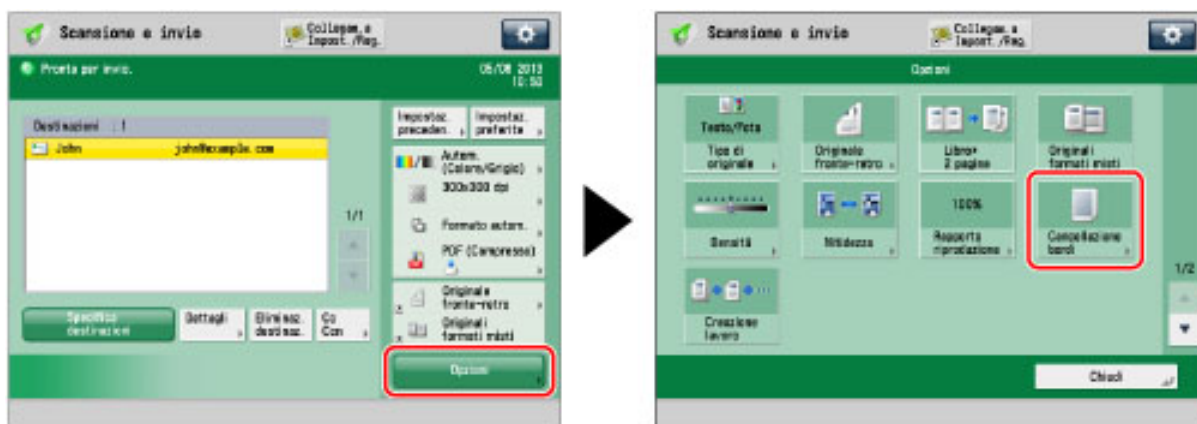 Scansione e invio
Collegam. a
Impost./Reg.
Pronta per invio.
05/08 2013
10:50
Destinazioni :1
John john@example.com
1/1
Specifica
destinazioni
Dettagli
Eliminaz.
destinaz.
Cc
Ccn
Impostaz.
preceden.
Impostaz.
preferite
Autom.
(Colore/Grigio)
300x300 dpi
Formato autom.
PDF (Compresso)
Originale
fronte-retro
Originali
formati misti
Opzioni
Scansione e invio
Collegam. a
Impost./Reg.
Opzioni
Testo/Foto
Tipo di
originale
Originale
fronte-retro
Libro
2 pagine
Originali
formati misti
Densità
Nitidezza
100%
Rapporto
riproduzione
Cancellazione
bordi
1/2
Creazione
lavoro
Chiudi